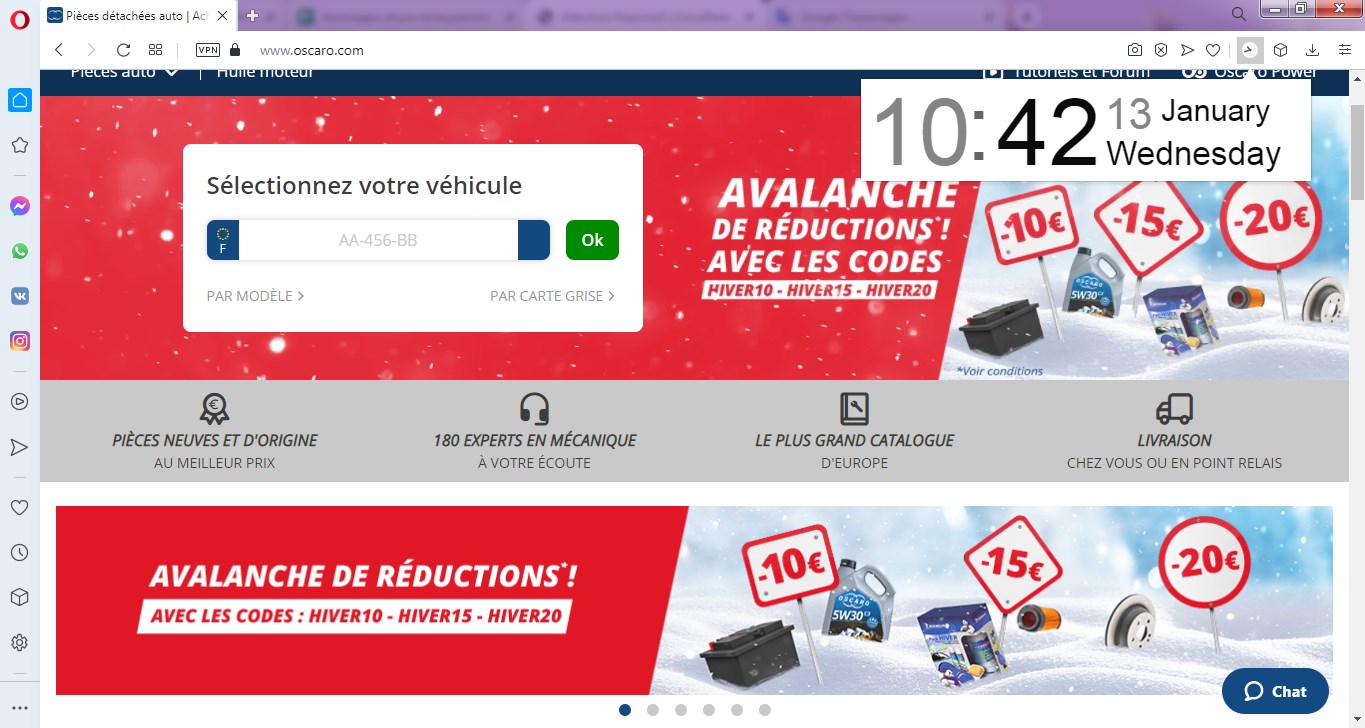 Pièces détachées auto | Ach
VPN
www.oscaro.com
Pièces auto
Huile moteur
Tutoriels et Forum
Oscaro Power
10:42
13 January
Wednesday
Sélectionnez votre véhicule
F
AA-456-BB
Ok
PAR MODÈLE
PAR CARTE GRISE
AVALANCHE
DE RÉDUCTIONS*!
AVEC LES CODES
HIVER10 - HIVER15 - HIVER20
-10€
-15€
-20€
OSCARO
5W30
*Voir conditions
PIÈCES NEUVES ET D'ORIGINE
AU MEILLEUR PRIX
180 EXPERTS EN MÉCANIQUE
À VOTRE ÉCOUTE
LE PLUS GRAND CATALOGUE
D'EUROPE
LIVRAISON
CHEZ VOUS OU EN POINT RELAIS
AVALANCHE DE RÉDUCTIONS*!
AVEC LES CODES : HIVER10 - HIVER15 - HIVER20
-10€
-15€
-20€
OSCARO
5W30
Chat